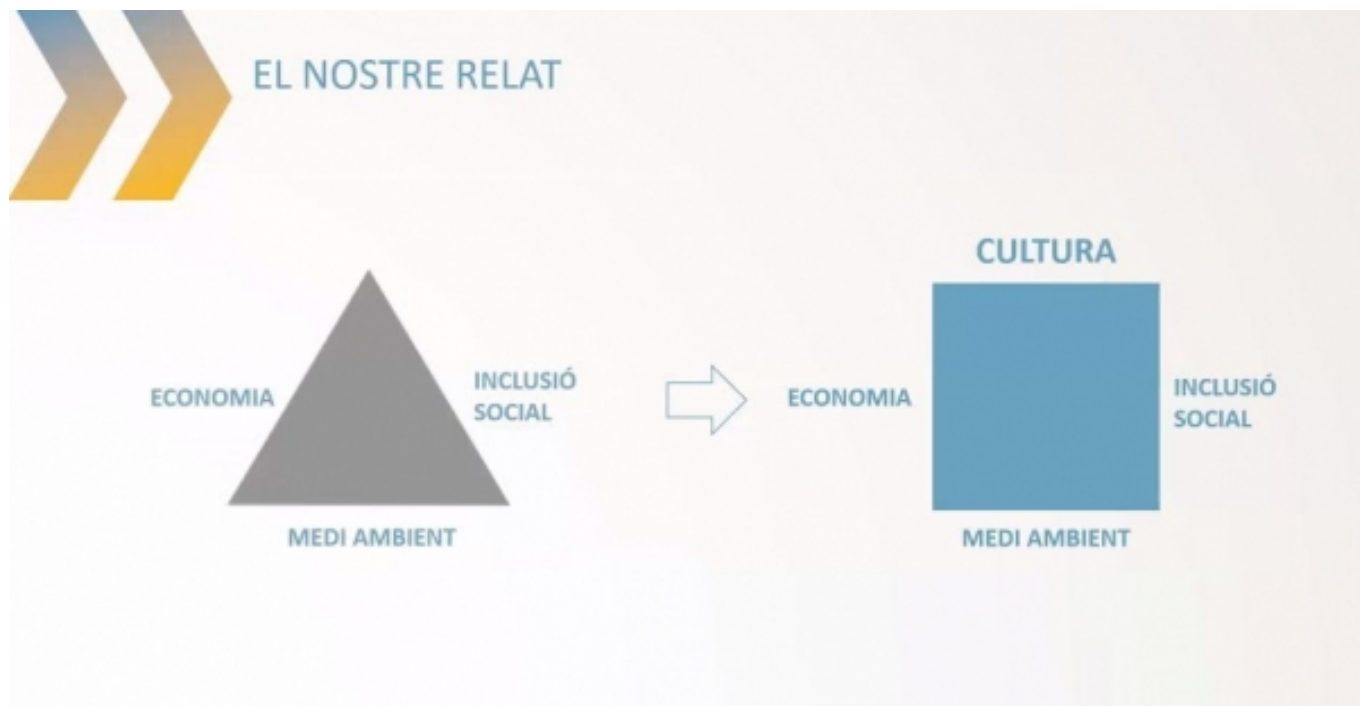 EL NOSTRE RELAT
ECONOMIA
INCLUSIÓ
SOCIAL
MEDI AMBIENT
CULTURA
ECONOMIA
INCLUSIÓ
SOCIAL
MEDI AMBIENT